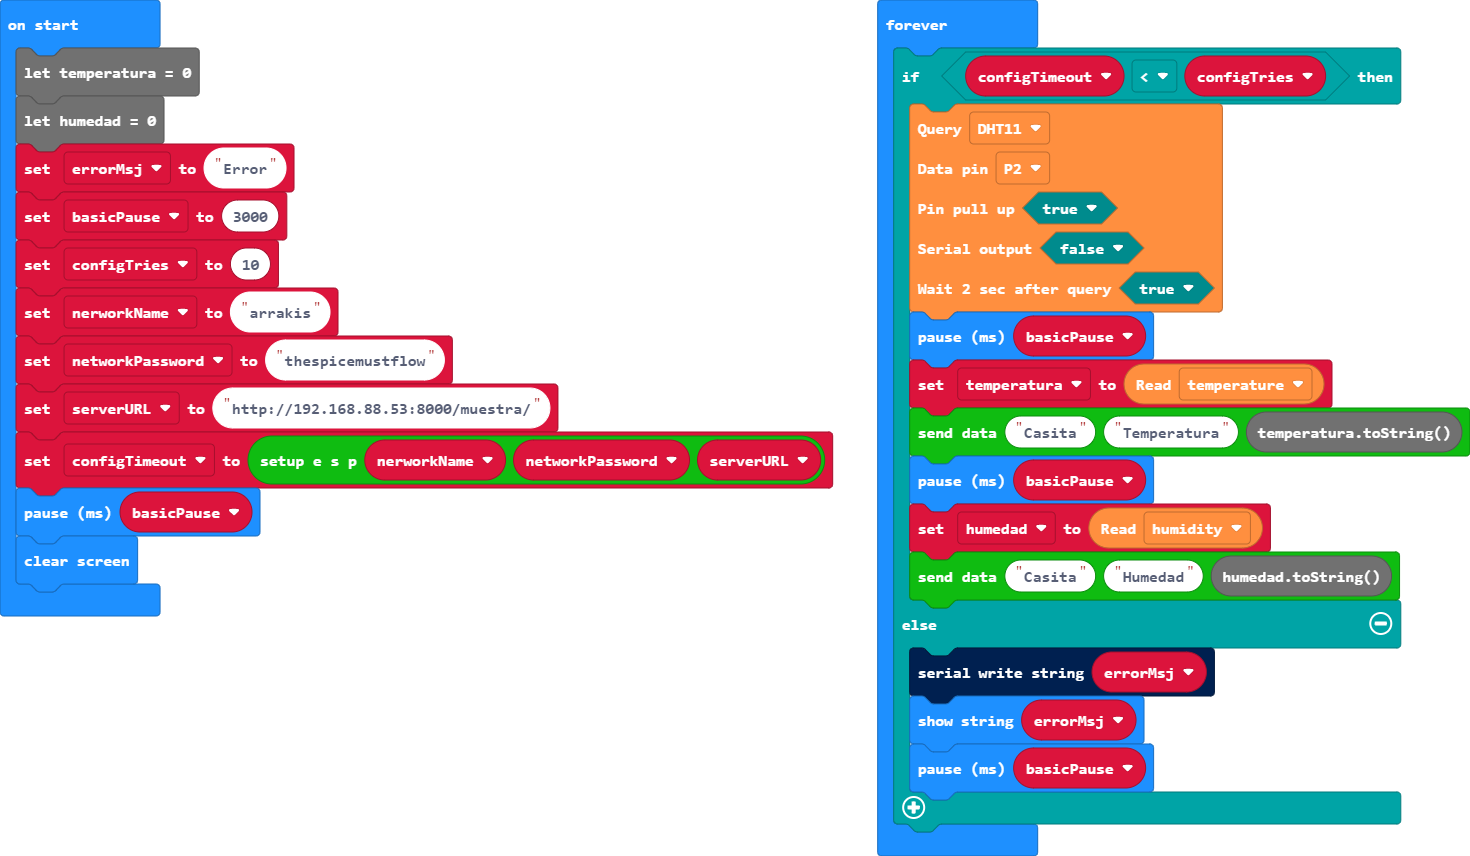 on start
let temperatura = 0
let humedad = 0
set errorMsj to "Error"
set basicPause to 3000
set configTries to 10
set nerworkName to "arrakis"
set networkPassword to "thespicemustflow"
set serverURL to "http://192.168.88.53:8000/muestra/"
set configTimeout to setup e s p nerworkName networkPassword serverURL
pause (ms) basicPause
clear screen
forever
if configTimeout < configTries then
Query DHT11
Data pin P2
Pin pull up true
Serial output false
Wait 2 sec after query true
pause (ms) basicPause
set temperatura to Read temperature
send data "Casita" "Temperatura" temperatura.toString()
pause (ms) basicPause
set humedad to Read humidity
send data "Casita" "Humedad" humedad.toString()
else
serial write string errorMsj
show string errorMsj
pause (ms) basicPause